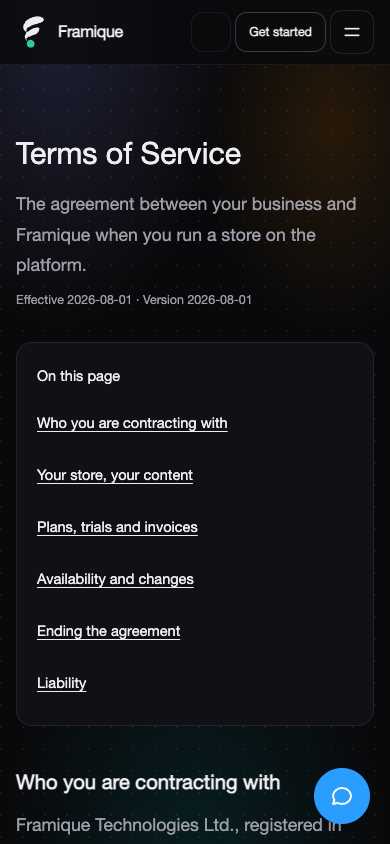 Framique
Get started
Terms of Service
The agreement between your business and
Framique when you run a store on the
platform.
Effective 2026-08-01 · Version 2026-08-01
On this page
Who you are contracting with
Your store, your content
Plans, trials and invoices
Availability and changes
Ending the agreement
Liability
Who you are contracting with
Framique Technologies Ltd., registered in